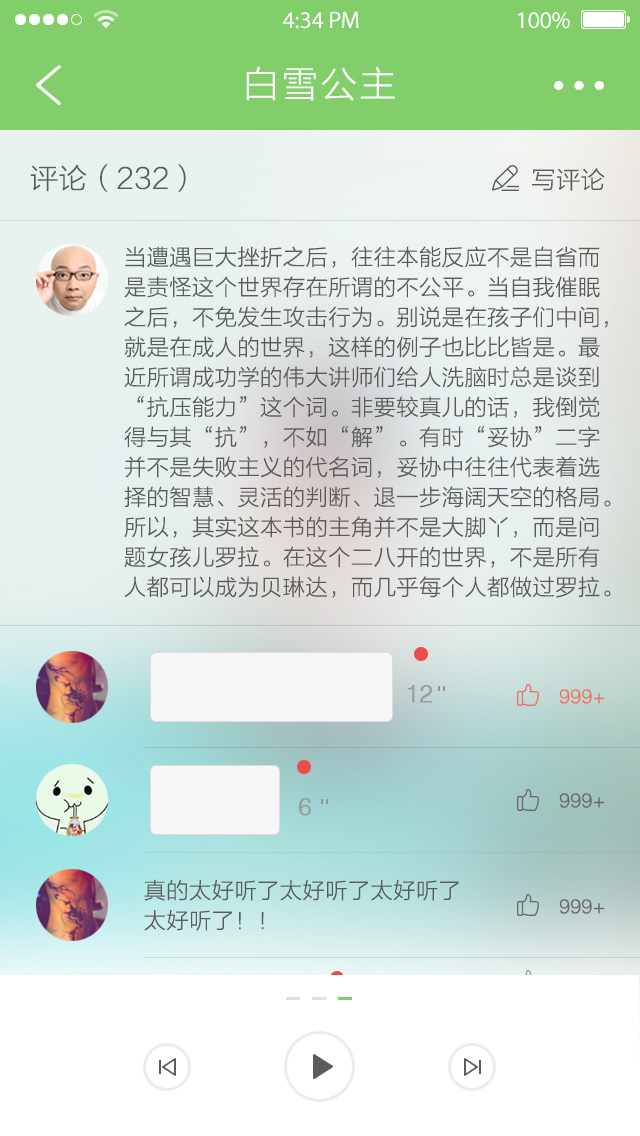 4:34 PM
100%
白雪公主
评论（232）
写评论
当遭遇巨大挫折之后，往往本能反应不是自省而
是责怪这个世界存在所谓的不公平。当自我催眠
之后，不免发生攻击行为。别说是在孩子们中间，
就是在成人的世界，这样的例子也比比皆是。最
近所谓成功学的伟大讲师们给人洗脑时总是谈到
“抗压能力”这个词。非要较真儿的话，我倒觉
得与其“抗”，不如“解”。有时“妥协”二字
并不是失败主义的代名词，妥协中往往代表着选
择的智慧、灵活的判断、退一步海阔天空的格局。
所以，其实这本书的主角并不是大脚丫，而是问
题女孩儿罗拉。在这个二八开的世界，不是所有
人都可以成为贝琳达，而几乎每个人都做过罗拉。
12"
999+
6 "
999+
真的太好听了太好听了太好听了
太好听了！！
999+